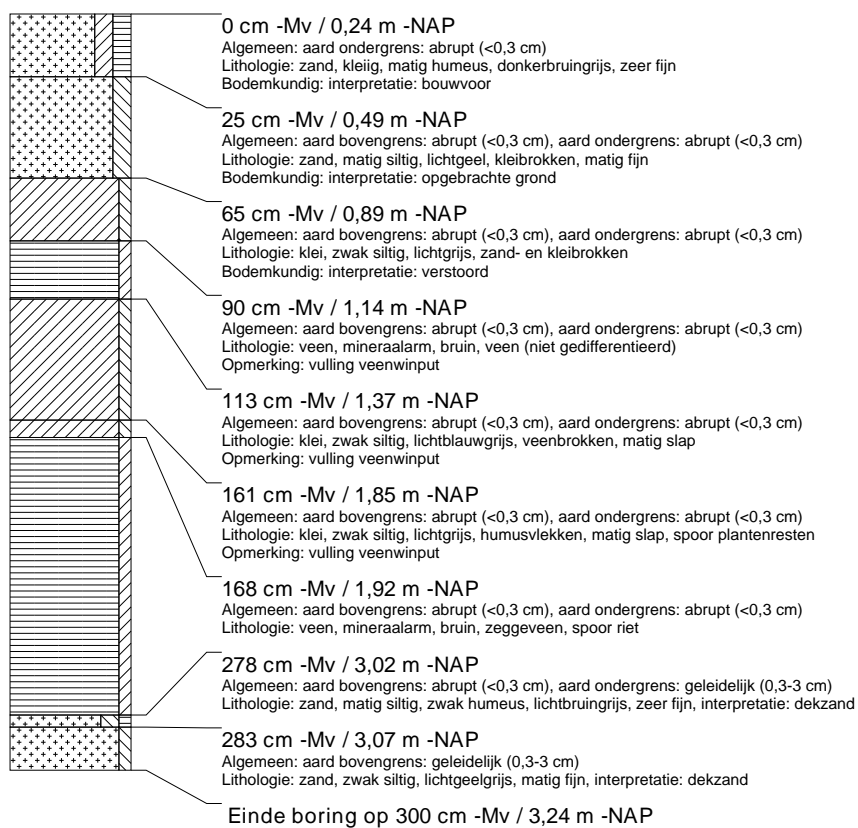 0 cm -Mv / 0,24 m -NAP
Algemeen: aard ondergrens: abrupt (<0,3 cm)
Lithologie: zand, kleiig, matig humeus, donkerbruingrijs, zeer fijn
Bodemkundig: interpretatie: bouwvoor
25 cm -Mv / 0,49 m -NAP
Algemeen: aard bovengrens: abrupt (<0,3 cm), aard ondergrens: abrupt (<0,3 cm)
Lithologie: zand, matig siltig, lichtgeel, kleibrokken, matig fijn
Bodemkundig: interpretatie: opgebrachte grond
65 cm -Mv / 0,89 m -NAP
Algemeen: aard bovengrens: abrupt (<0,3 cm), aard ondergrens: abrupt (<0,3 cm)
Lithologie: klei, zwak siltig, lichtgrijs, zand- en kleibrokken
Bodemkundig: interpretatie: verstoord
90 cm -Mv / 1,14 m -NAP
Algemeen: aard bovengrens: abrupt (<0,3 cm), aard ondergrens: abrupt (<0,3 cm)
Lithologie: veen, mineraalarm, bruin, veen (niet gedifferentieerd)
Opmerking: vulling veenwinput
113 cm -Mv / 1,37 m -NAP
Algemeen: aard bovengrens: abrupt (<0,3 cm), aard ondergrens: abrupt (<0,3 cm)
Lithologie: klei, zwak siltig, lichtblauwgrijs, veenbrokken, matig slap
Opmerking: vulling veenwinput
161 cm -Mv / 1,85 m -NAP
Algemeen: aard bovengrens: abrupt (<0,3 cm), aard ondergrens: abrupt (<0,3 cm)
Lithologie: klei, zwak siltig, lichtgrijs, humusvlekken, matig slap, spoor plantenresten
Opmerking: vulling veenwinput
168 cm -Mv / 1,92 m -NAP
Algemeen: aard bovengrens: abrupt (<0,3 cm), aard ondergrens: abrupt (<0,3 cm)
Lithologie: veen, mineraalarm, bruin, zeggeveen, spoor riet
278 cm -Mv / 3,02 m -NAP
Algemeen: aard bovengrens: abrupt (<0,3 cm), aard ondergrens: geleidelijk (0,3-3 cm)
Lithologie: zand, matig siltig, zwak humeus, lichtbruingrijs, zeer fijn, interpretatie: dekzand
283 cm -Mv / 3,07 m -NAP
Algemeen: aard bovengrens: geleidelijk (0,3-3 cm)
Lithologie: zand, zwak siltig, lichtgeelgrijs, matig fijn, interpretatie: dekzand
Einde boring op 300 cm -Mv / 3,24 m -NAP